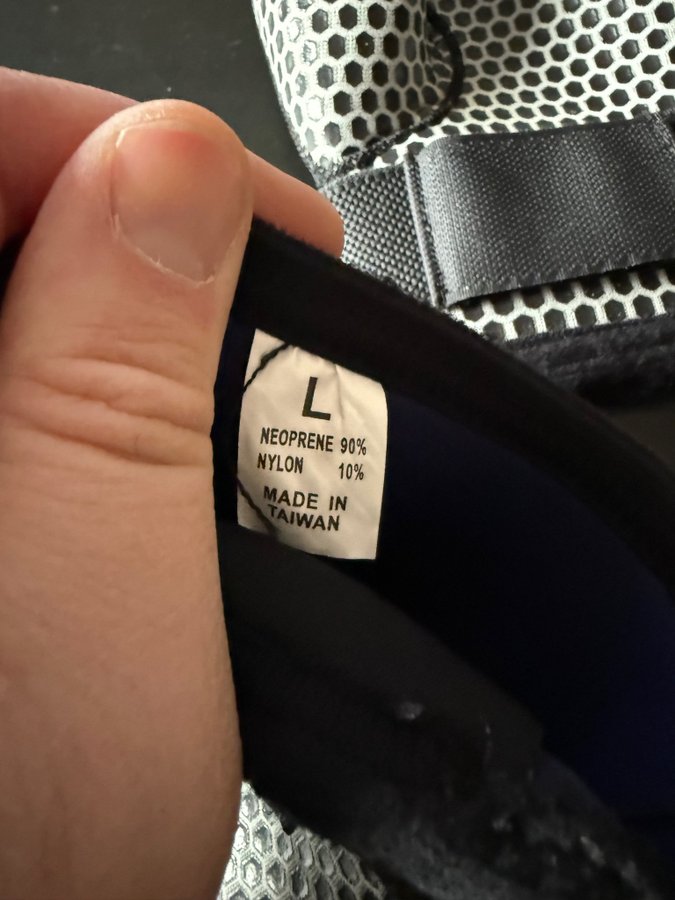 L
NEOPRENE 90%
NYLON 10%
MADE IN
TAIWAN